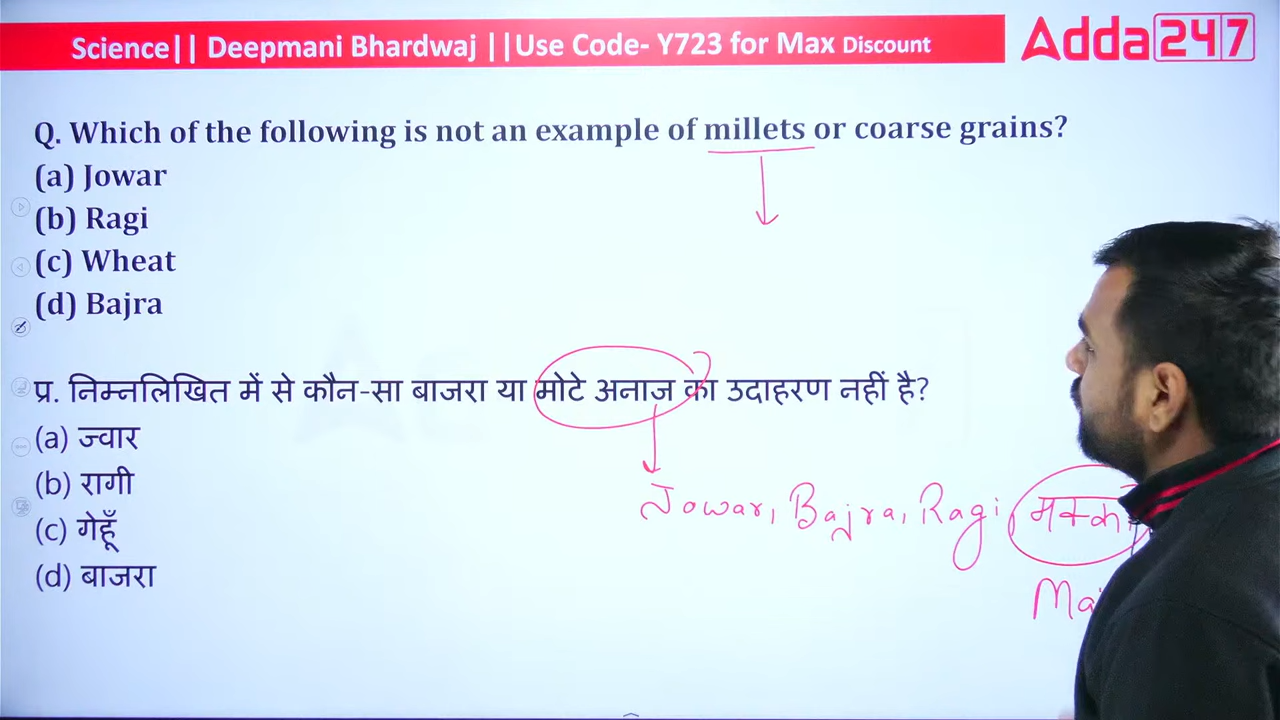 Science|| Deepmani Bhardwaj ||Use Code- Y723 for Max Discount
Adda247
Q. Which of the following is not an example of millets or coarse grains?
(a) Jowar
(b) Ragi
(c) Wheat
(d) Bajra
प्र. निम्नलिखित में से कौन-सा बाजरा या मोटे अनाज का उदाहरण नहीं है?
(a) ज्वार
(b) रागी
(c) गेहूँ
(d) बाजरा
Jowar, Bajra, Ragi, मक्का